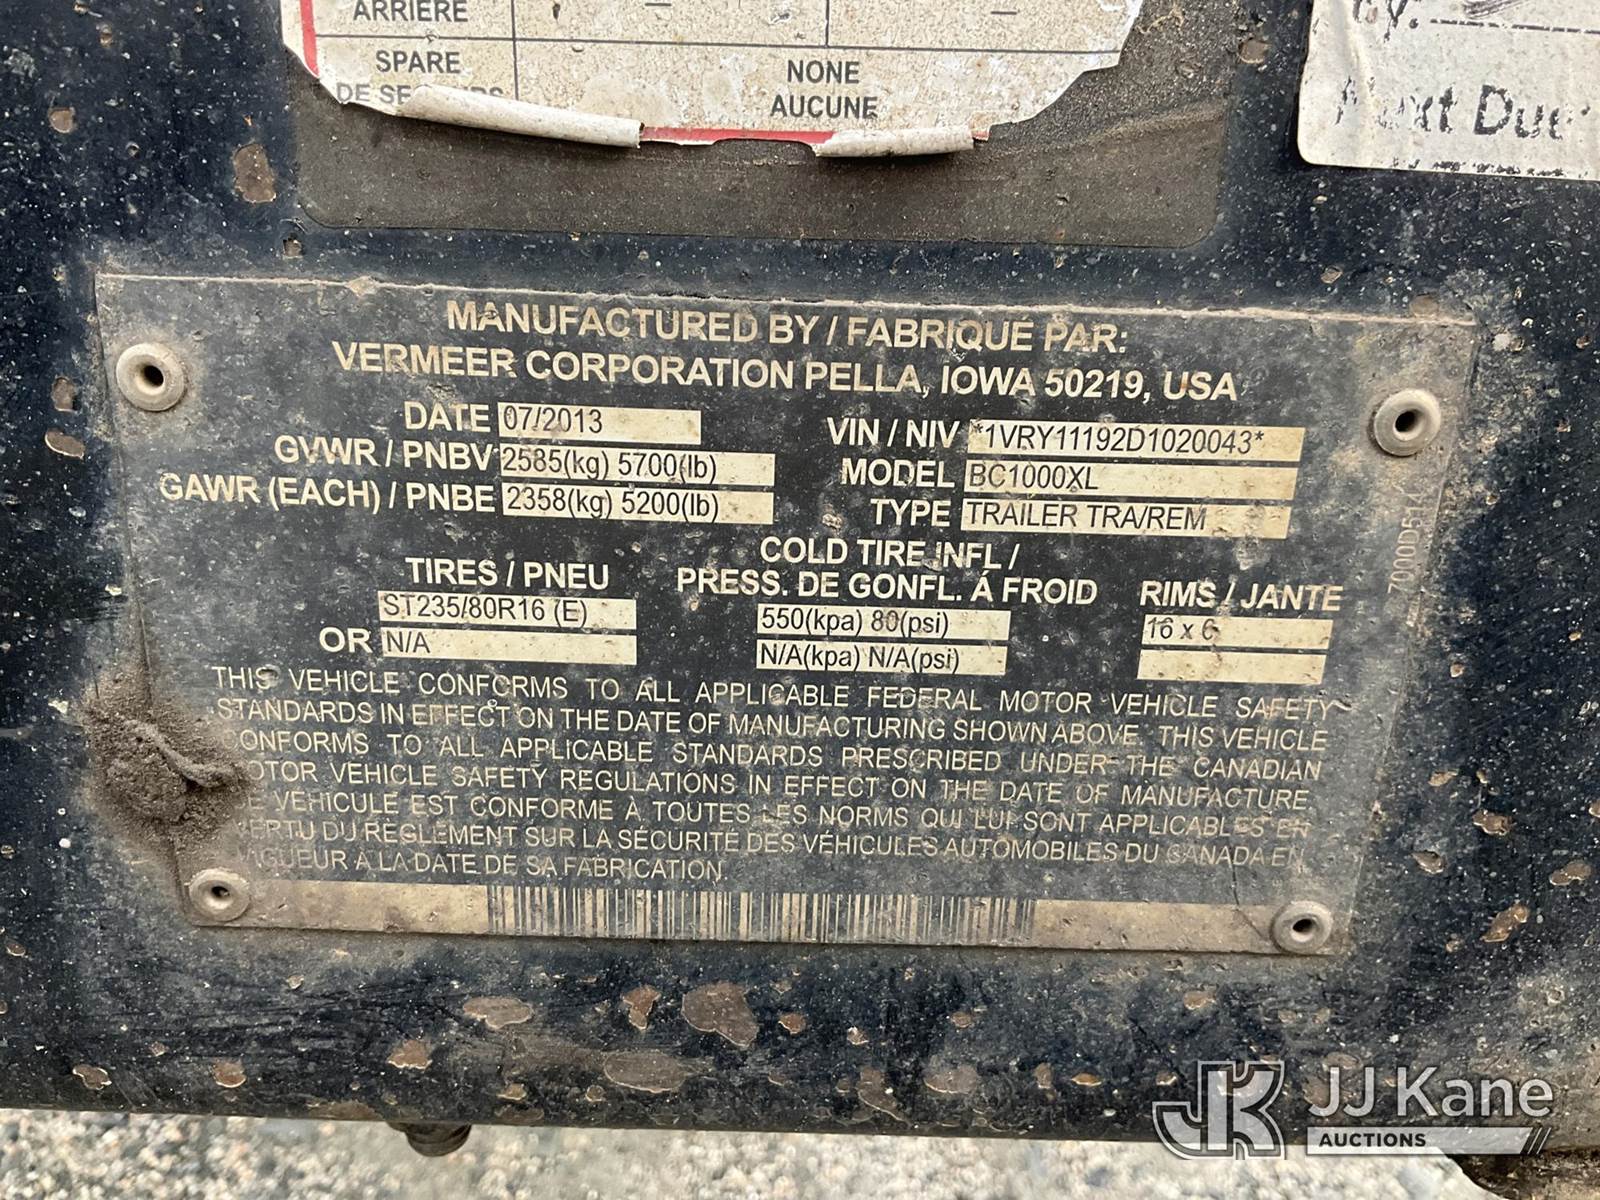 ARRIÈRE
SPARE NONE
DE AUCUNE
Next Due:
MANUFACTURED BY / FABRIQUÉ PAR:
VERMEER CORPORATION PELLA, IOWA 50219, USA
DATE 07/2013 VIN / NIV *1VRY11192D1020043*
GVWR / PNBV 2585(kg) 5700(lb) MODEL BC1000XL
GAWR (EACH) / PNBE 2358(kg) 5200(lb) TYPE TRAILER TRA/REM
TIRES / PNEU COLD TIRE INFL / PRESS. DE GONFL. Á FROID RIMS / JANTE
ST235/80R16 (E) 550(kpa) 80(psi) 16 x 6
OR N/A N/A(kpa) N/A(psi)
THIS VEHICLE CONFORMS TO ALL APPLICABLE FEDERAL MOTOR VEHICLE SAFETY
STANDARDS IN EFFECT ON THE DATE OF MANUFACTURING SHOWN ABOVE. THIS VEHICLE
CONFORMS TO ALL APPLICABLE STANDARDS PRESCRIBED UNDER THE CANADIAN
MOTOR VEHICLE SAFETY REGULATIONS IN EFFECT ON THE DATE OF MANUFACTURE.
CE VÉHICULE EST CONFORME À TOUTES LES NORMS QUI LUI SONT APPLICABLES EN
VERTU DU RÈGLEMENT SUR LA SÉCURITÉ DES VÉHICULES AUTOMOBILES DU CANADA EN
VIGUEUR À LA DATE DE SA FABRICATION.
7000D514
JK JJ Kane
AUCTIONS